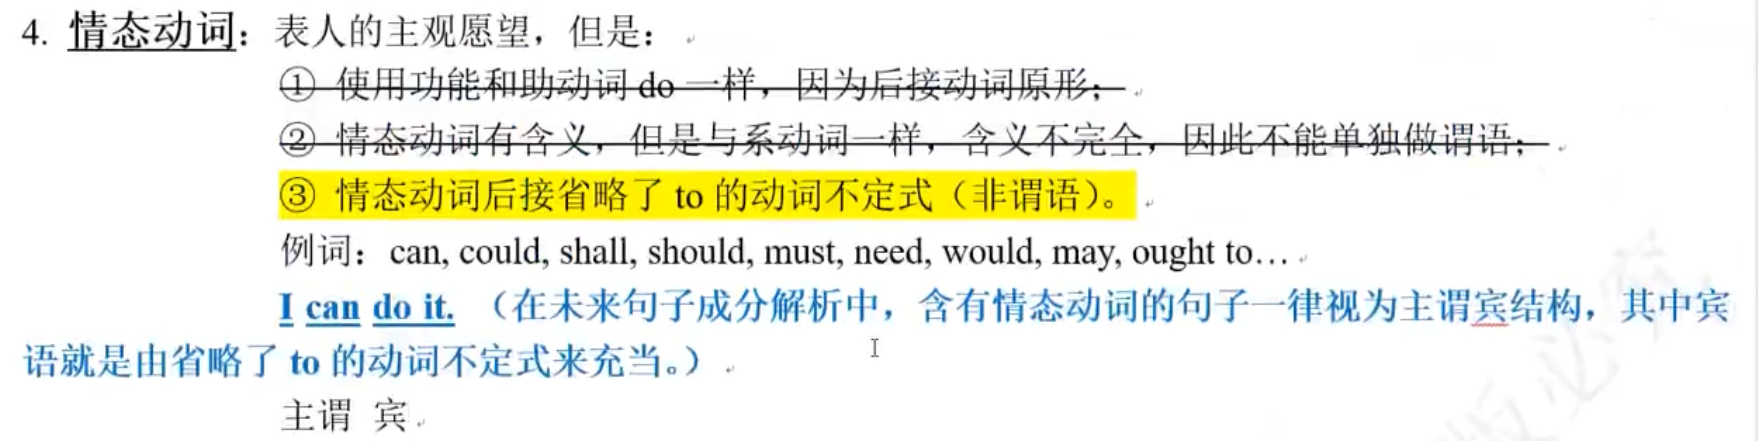 4. 情态动词：表人的主观愿望，但是：
① 使用功能和助动词 do 一样，因为后接动词原形；
② 情态动词有含义，但是与系动词一样，含义不完全，因此不能单独做谓语；
③ 情态动词后接省略了 to 的动词不定式（非谓语）。
例词：can, could, shall, should, must, need, would, may, ought to…
I can do it. （在未来句子成分解析中，含有情态动词的句子一律视为主谓宾结构，其中宾
语就是由省略了 to 的动词不定式来充当。）
主谓 宾